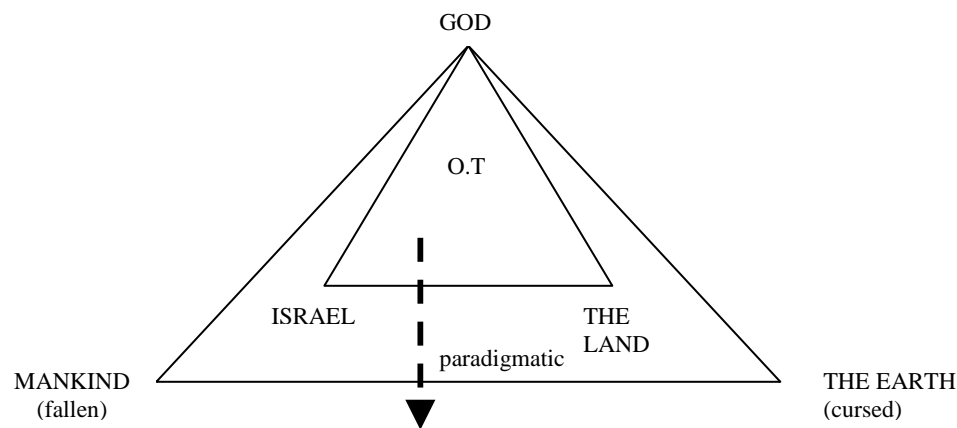 GOD
O.T
ISRAEL
THE
LAND
paradigmatic
MANKIND
(fallen)
THE EARTH
(cursed)